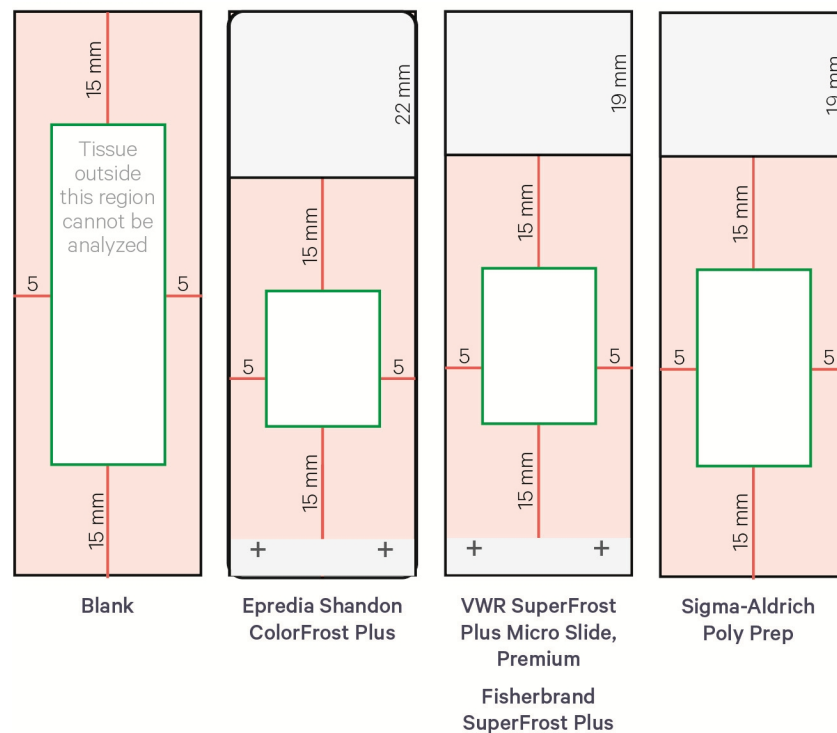 15 mm
Tissue
outside
this region
cannot be
analyzed
5
5
15 mm
Blank
22 mm
15 mm
5
5
15 mm
+
+
Epredia Shandon
ColorFrost Plus
19 mm
15 mm
5
5
15 mm
+
+
VWR SuperFrost
Plus Micro Slide,
Premium
Fisherbrand
SuperFrost Plus
19 mm
15 mm
5
5
15 mm
Sigma-Aldrich
Poly Prep